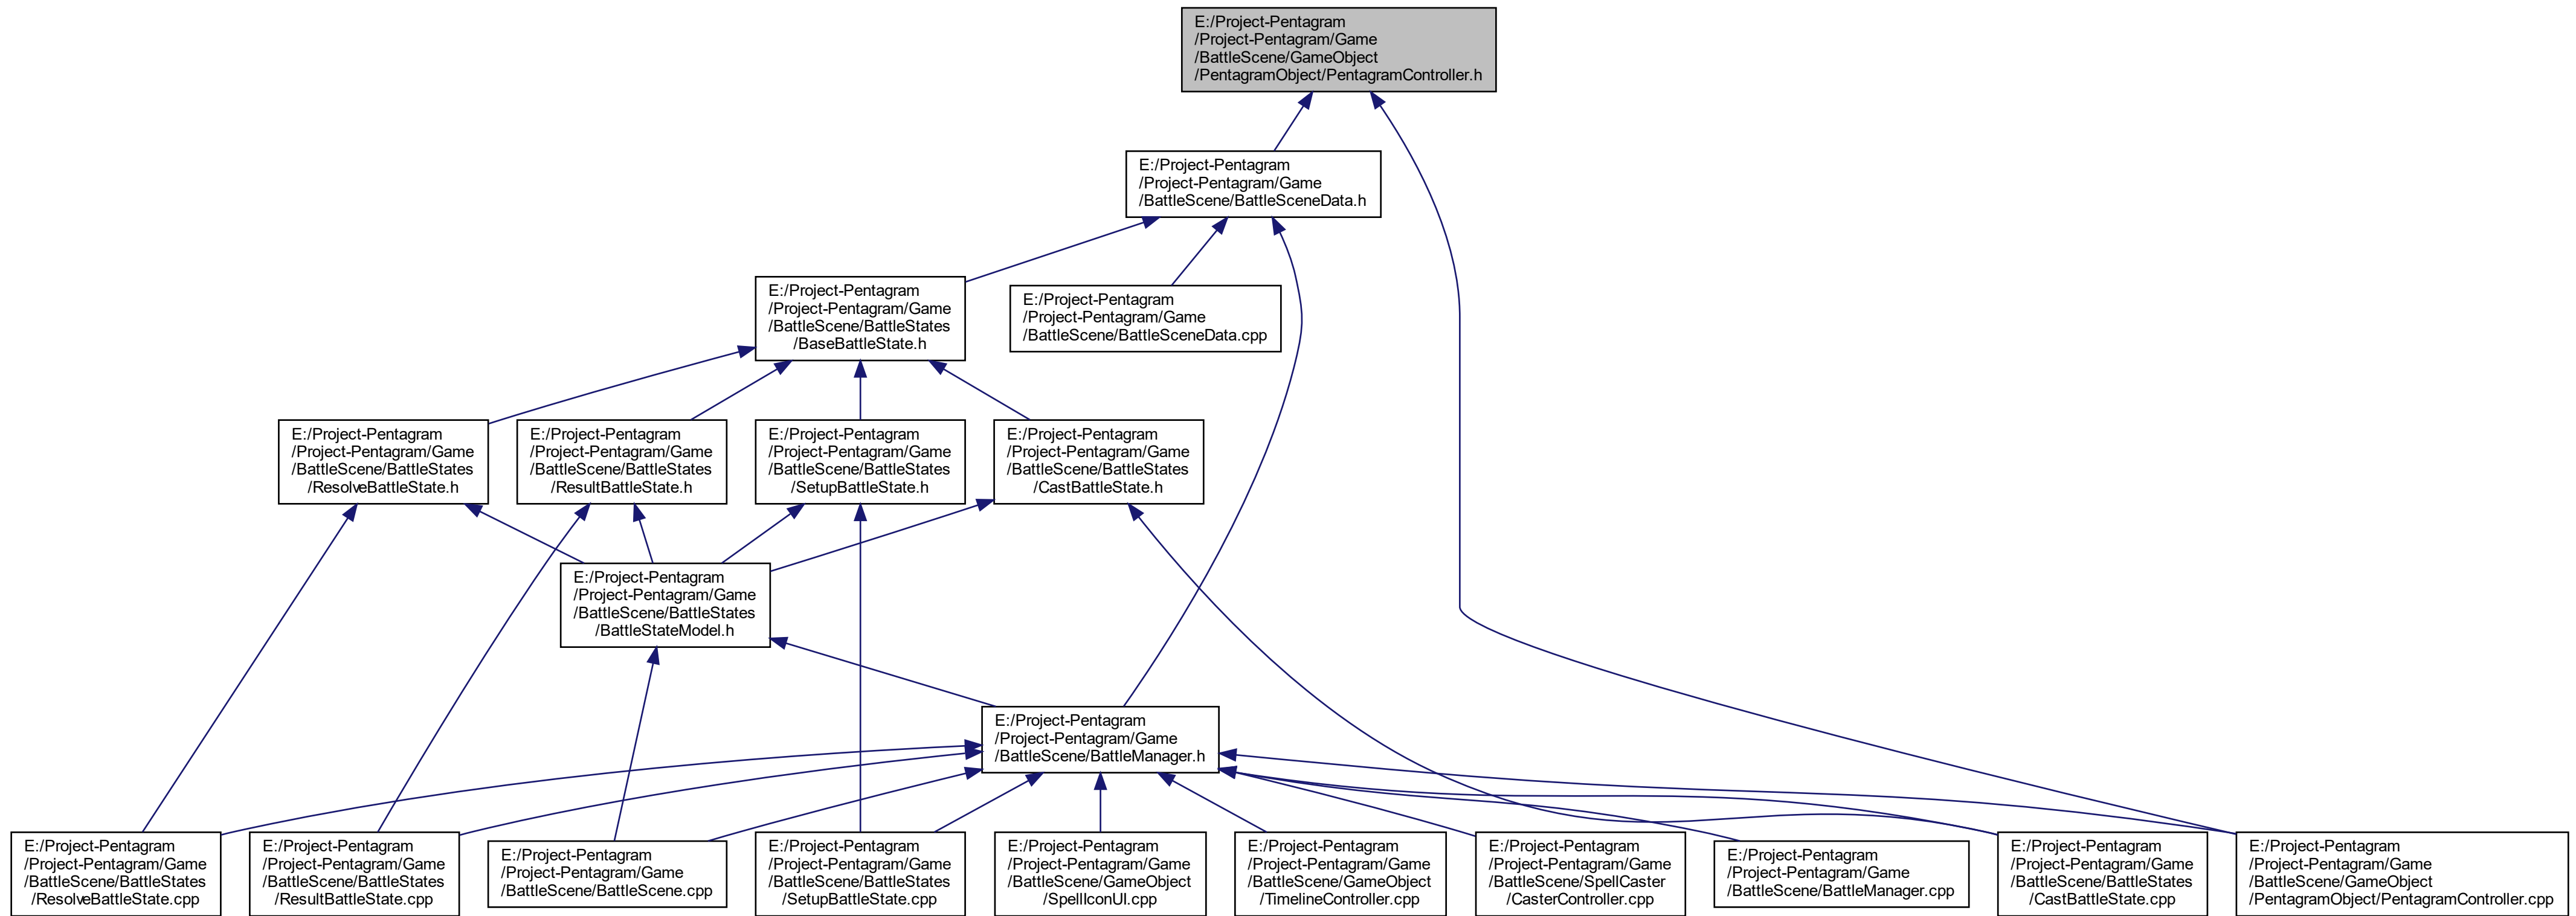 E:/Project-Pentagram
/Project-Pentagram/Game
/BattleScene/GameObject
/PentagramObject/PentagramController.h
E:/Project-Pentagram
/Project-Pentagram/Game
/BattleScene/BattleSceneData.h
E:/Project-Pentagram
/Project-Pentagram/Game
/BattleScene/BattleStates
/BaseBattleState.h
E:/Project-Pentagram
/Project-Pentagram/Game
/BattleScene/BattleSceneData.cpp
E:/Project-Pentagram
/Project-Pentagram/Game
/BattleScene/BattleStates
/ResolveBattleState.h
E:/Project-Pentagram
/Project-Pentagram/Game
/BattleScene/BattleStates
/ResultBattleState.h
E:/Project-Pentagram
/Project-Pentagram/Game
/BattleScene/BattleStates
/SetupBattleState.h
E:/Project-Pentagram
/Project-Pentagram/Game
/BattleScene/BattleStates
/CastBattleState.h
E:/Project-Pentagram
/Project-Pentagram/Game
/BattleScene/BattleStates
/BattleStateModel.h
E:/Project-Pentagram
/Project-Pentagram/Game
/BattleScene/BattleManager.h
E:/Project-Pentagram
/Project-Pentagram/Game
/BattleScene/BattleStates
/ResolveBattleState.cpp
E:/Project-Pentagram
/Project-Pentagram/Game
/BattleScene/BattleStates
/ResultBattleState.cpp
E:/Project-Pentagram
/Project-Pentagram/Game
/BattleScene/BattleScene.cpp
E:/Project-Pentagram
/Project-Pentagram/Game
/BattleScene/BattleStates
/SetupBattleState.cpp
E:/Project-Pentagram
/Project-Pentagram/Game
/BattleScene/GameObject
/SpellIconUI.cpp
E:/Project-Pentagram
/Project-Pentagram/Game
/BattleScene/GameObject
/TimelineController.cpp
E:/Project-Pentagram
/Project-Pentagram/Game
/BattleScene/SpellCaster
/CasterController.cpp
E:/Project-Pentagram
/Project-Pentagram/Game
/BattleScene/BattleManager.cpp
E:/Project-Pentagram
/Project-Pentagram/Game
/BattleScene/BattleStates
/CastBattleState.cpp
E:/Project-Pentagram
/Project-Pentagram/Game
/BattleScene/GameObject
/PentagramObject/PentagramController.cpp